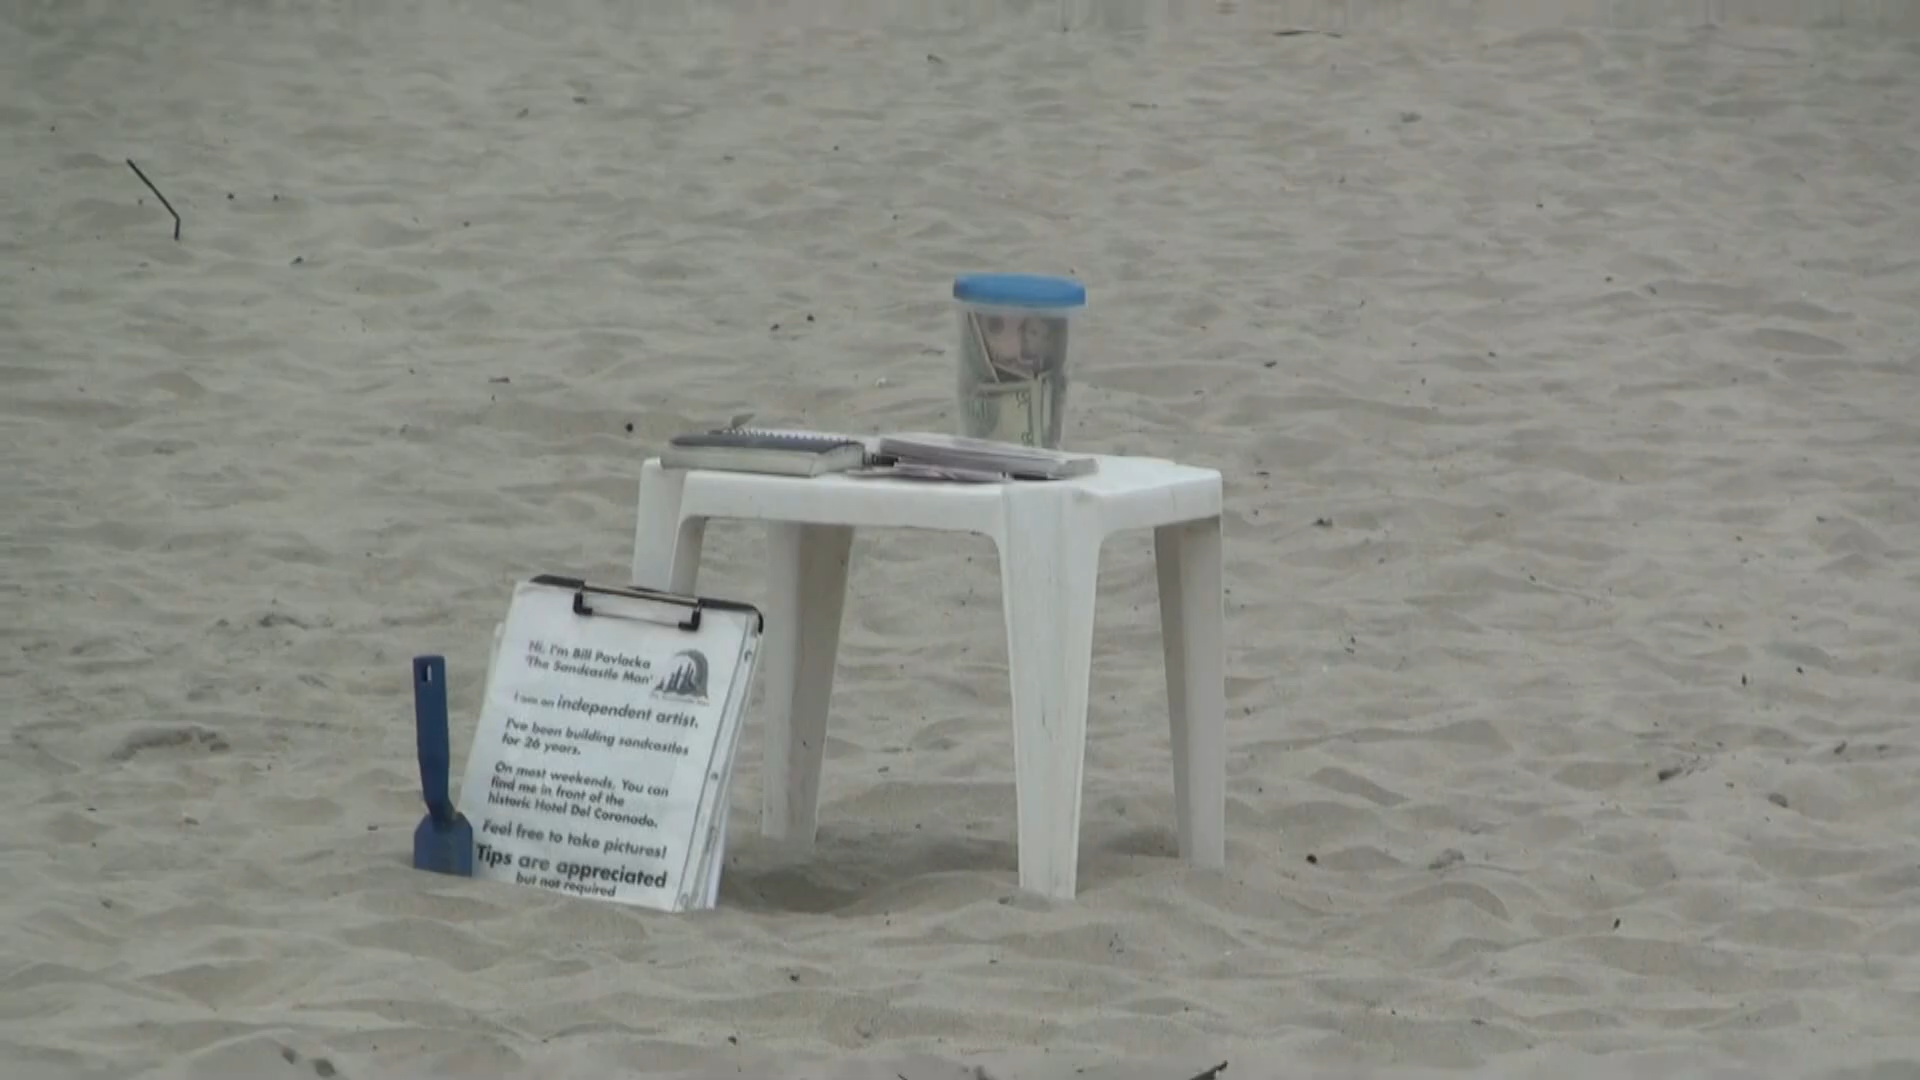 Hi, I'm Bill Pavlacka
'The Sandcastle Man'
I am an independent artist.
I've been building sandcastles
for 26 years.
On most weekends, You can
find me in front of the
historic Hotel Del Coronado.
Feel free to take pictures!
Tips are appreciated
but not required